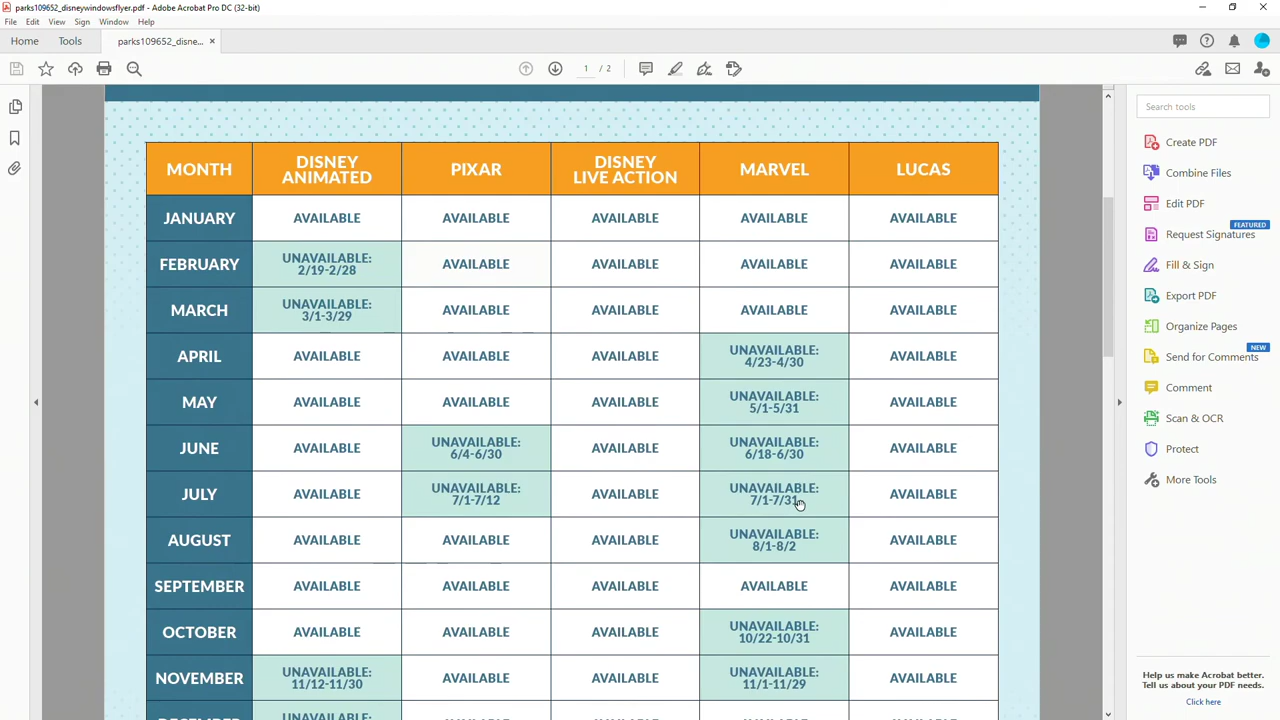 parks109652_disneywindowsflyer.pdf - Adobe Acrobat Pro DC (32-bit)
File Edit View Sign Window Help
Home Tools parks109652_disne... ×
1 / 2
Search tools
Create PDF
Combine Files
Edit PDF
FEATURED
Request Signatures
Fill & Sign
Export PDF
Organize Pages
NEW
Send for Comments
Comment
Scan & OCR
Protect
More Tools
Help us make Acrobat better.
Tell us about your PDF needs.
Click here
MONTH DISNEY ANIMATED PIXAR DISNEY LIVE ACTION MARVEL LUCAS
JANUARY AVAILABLE AVAILABLE AVAILABLE AVAILABLE AVAILABLE
FEBRUARY UNAVAILABLE: 2/19-2/28 AVAILABLE AVAILABLE AVAILABLE AVAILABLE
MARCH UNAVAILABLE: 3/1-3/29 AVAILABLE AVAILABLE AVAILABLE AVAILABLE
APRIL AVAILABLE AVAILABLE AVAILABLE UNAVAILABLE: 4/23-4/30 AVAILABLE
MAY AVAILABLE AVAILABLE AVAILABLE UNAVAILABLE: 5/1-5/31 AVAILABLE
JUNE AVAILABLE UNAVAILABLE: 6/4-6/30 AVAILABLE UNAVAILABLE: 6/18-6/30 AVAILABLE
JULY AVAILABLE UNAVAILABLE: 7/1-7/12 AVAILABLE UNAVAILABLE: 7/1-7/31 AVAILABLE
AUGUST AVAILABLE AVAILABLE AVAILABLE UNAVAILABLE: 8/1-8/2 AVAILABLE
SEPTEMBER AVAILABLE AVAILABLE AVAILABLE AVAILABLE AVAILABLE
OCTOBER AVAILABLE AVAILABLE AVAILABLE UNAVAILABLE: 10/22-10/31 AVAILABLE
NOVEMBER UNAVAILABLE: 11/12-11/30 AVAILABLE AVAILABLE UNAVAILABLE: 11/1-11/29 AVAILABLE
UNAVAILABLE: